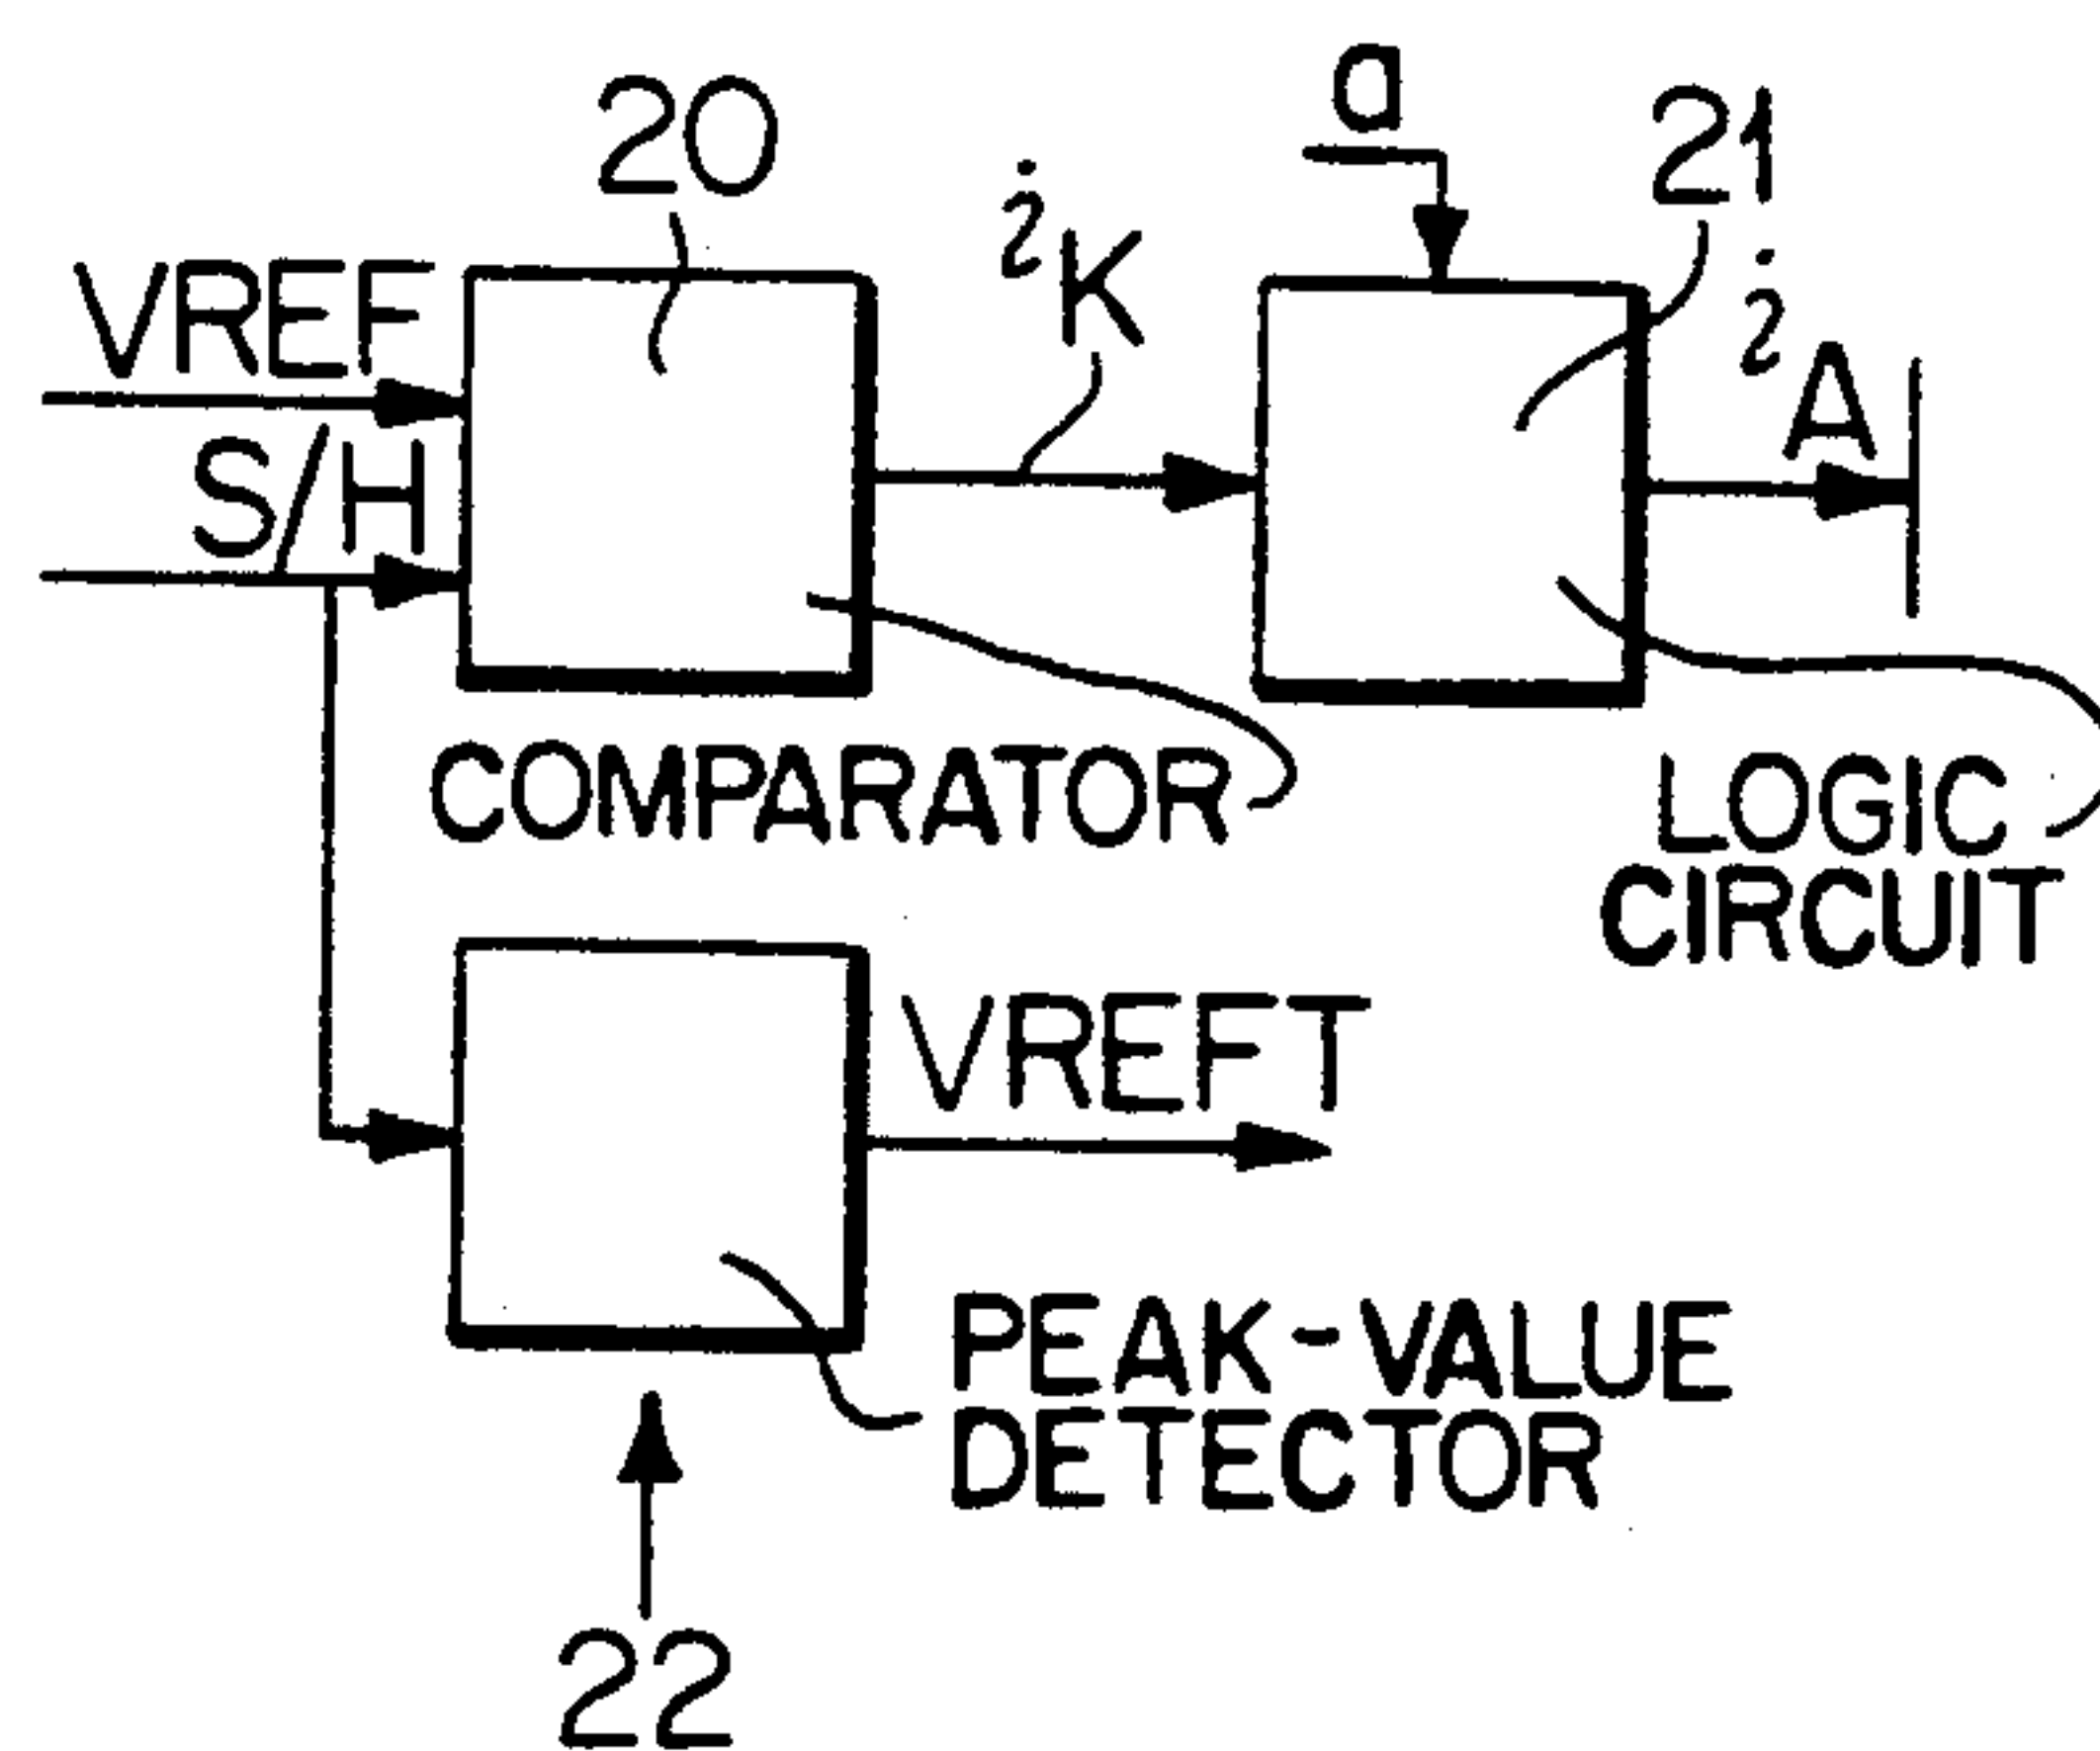 20
a
21
iK
VREF
iA
S/H
COMPARATOR
LOGIC
CIRCUIT
VREFT
PEAK-VALUE
DETECTOR
22